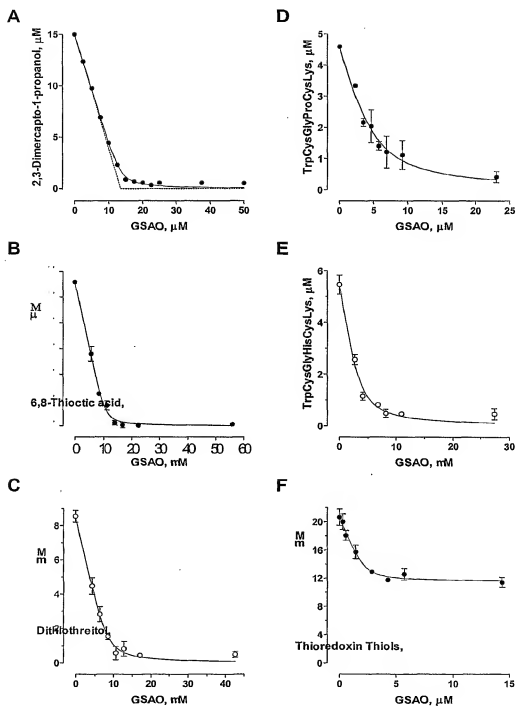 A
2,3-Dimercapto-1-propanol, μM
15
10
5
0
0 10 20 30 40 50
GSAO, μM
B
μM
6,8-Thioctic acid,
0 10 20 30 40 50 60
GSAO, mM
C
8
6
4
2
0
M
m
Dithiothreitol,
0 10 20 30 40
GSAO, mM
D
TrpCysGlyProCysLys, μM
5
4
3
2
1
0
0 5 10 15 20 25
GSAO, μM
E
TrpCysGlyHisCysLys, μM
6
4
2
0
0 10 20 30
GSAO, mM
F
20
16
12
8
4
0
M
m
Thioredoxin Thiols,
0 5 10 15
GSAO, μM